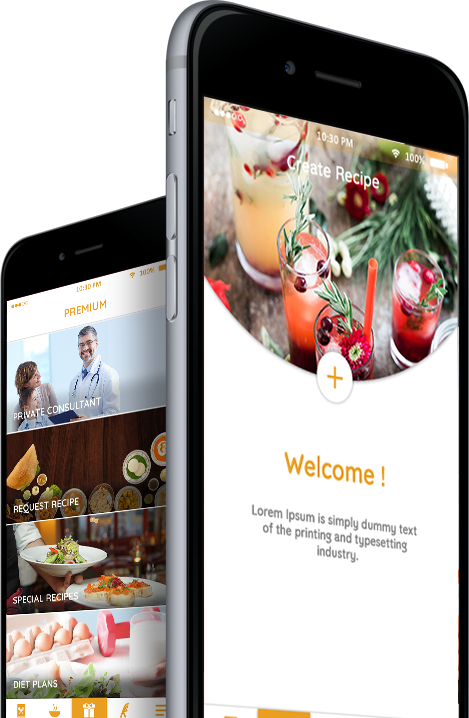 10:30 PM
100%
Create Recipe
Welcome !
Lorem Ipsum is simply dummy text
of the printing and typesetting
industry.
10:30 PM
100%
PREMIUM
PRIVATE CONSULTANT
REQUEST RECIPE
SPECIAL RECIPES
DIET PLANS